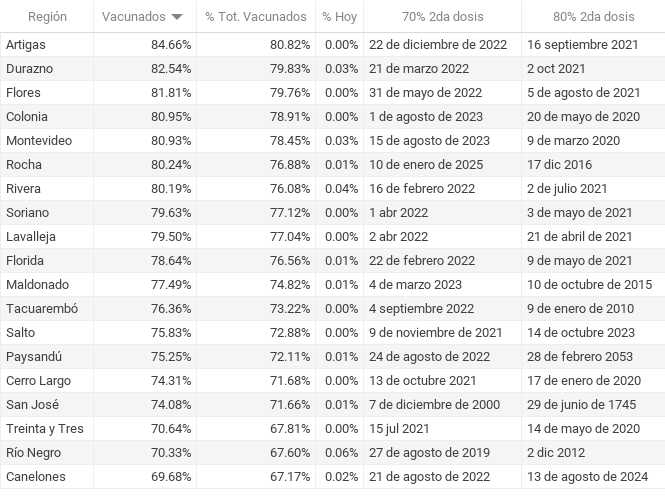 Región Vacunados % Tot. Vacunados % Hoy 70% 2da dosis 80% 2da dosis
Artigas 84.66% 80.82% 0.00% 22 de diciembre de 2022 16 septiembre 2021
Durazno 82.54% 79.83% 0.03% 21 de marzo 2022 2 oct 2021
Flores 81.81% 79.76% 0.00% 31 de mayo de 2022 5 de agosto de 2021
Colonia 80.95% 78.91% 0.00% 1 de agosto de 2023 20 de mayo de 2020
Montevideo 80.93% 78.45% 0.03% 15 de agosto de 2023 9 de marzo 2020
Rocha 80.24% 76.88% 0.01% 10 de enero de 2025 17 dic 2016
Rivera 80.19% 76.08% 0.04% 16 de febrero 2022 2 de julio 2021
Soriano 79.63% 77.12% 0.00% 1 abr 2022 3 de mayo de 2021
Lavalleja 79.50% 77.04% 0.00% 2 abr 2022 21 de abril de 2021
Florida 78.64% 76.56% 0.01% 22 de febrero 2022 9 de mayo de 2021
Maldonado 77.49% 74.82% 0.01% 4 de marzo 2023 10 de octubre de 2015
Tacuarembó 76.36% 73.22% 0.00% 4 septiembre 2022 9 de enero de 2010
Salto 75.83% 72.88% 0.00% 9 de noviembre de 2021 14 de octubre 2023
Paysandú 75.25% 72.11% 0.01% 24 de agosto de 2022 28 de febrero 2053
Cerro Largo 74.31% 71.68% 0.00% 13 de octubre 2021 17 de enero de 2020
San José 74.08% 71.66% 0.01% 7 de diciembre de 2000 29 de junio de 1745
Treinta y Tres 70.64% 67.81% 0.00% 15 jul 2021 14 de mayo de 2020
Río Negro 70.33% 67.60% 0.06% 27 de agosto de 2019 2 dic 2012
Canelones 69.68% 67.17% 0.02% 21 de agosto de 2022 13 de agosto de 2024